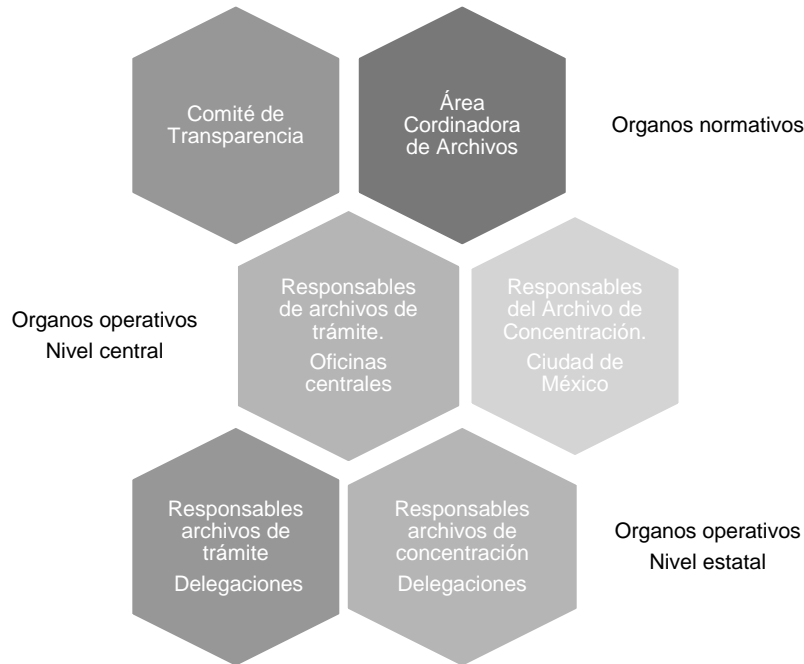 Comité de
Transparencia
Área
Cordinadora
de Archivos
Organos normativos
Organos operativos
Nivel central
Responsables
de archivos de
trámite.
Oficinas
centrales
Responsables
del Archivo de
Concentración.
Ciudad de
México
Responsables
archivos de
trámite
Delegaciones
Responsables
archivos de
concentración
Delegaciones
Organos operativos
Nivel estatal